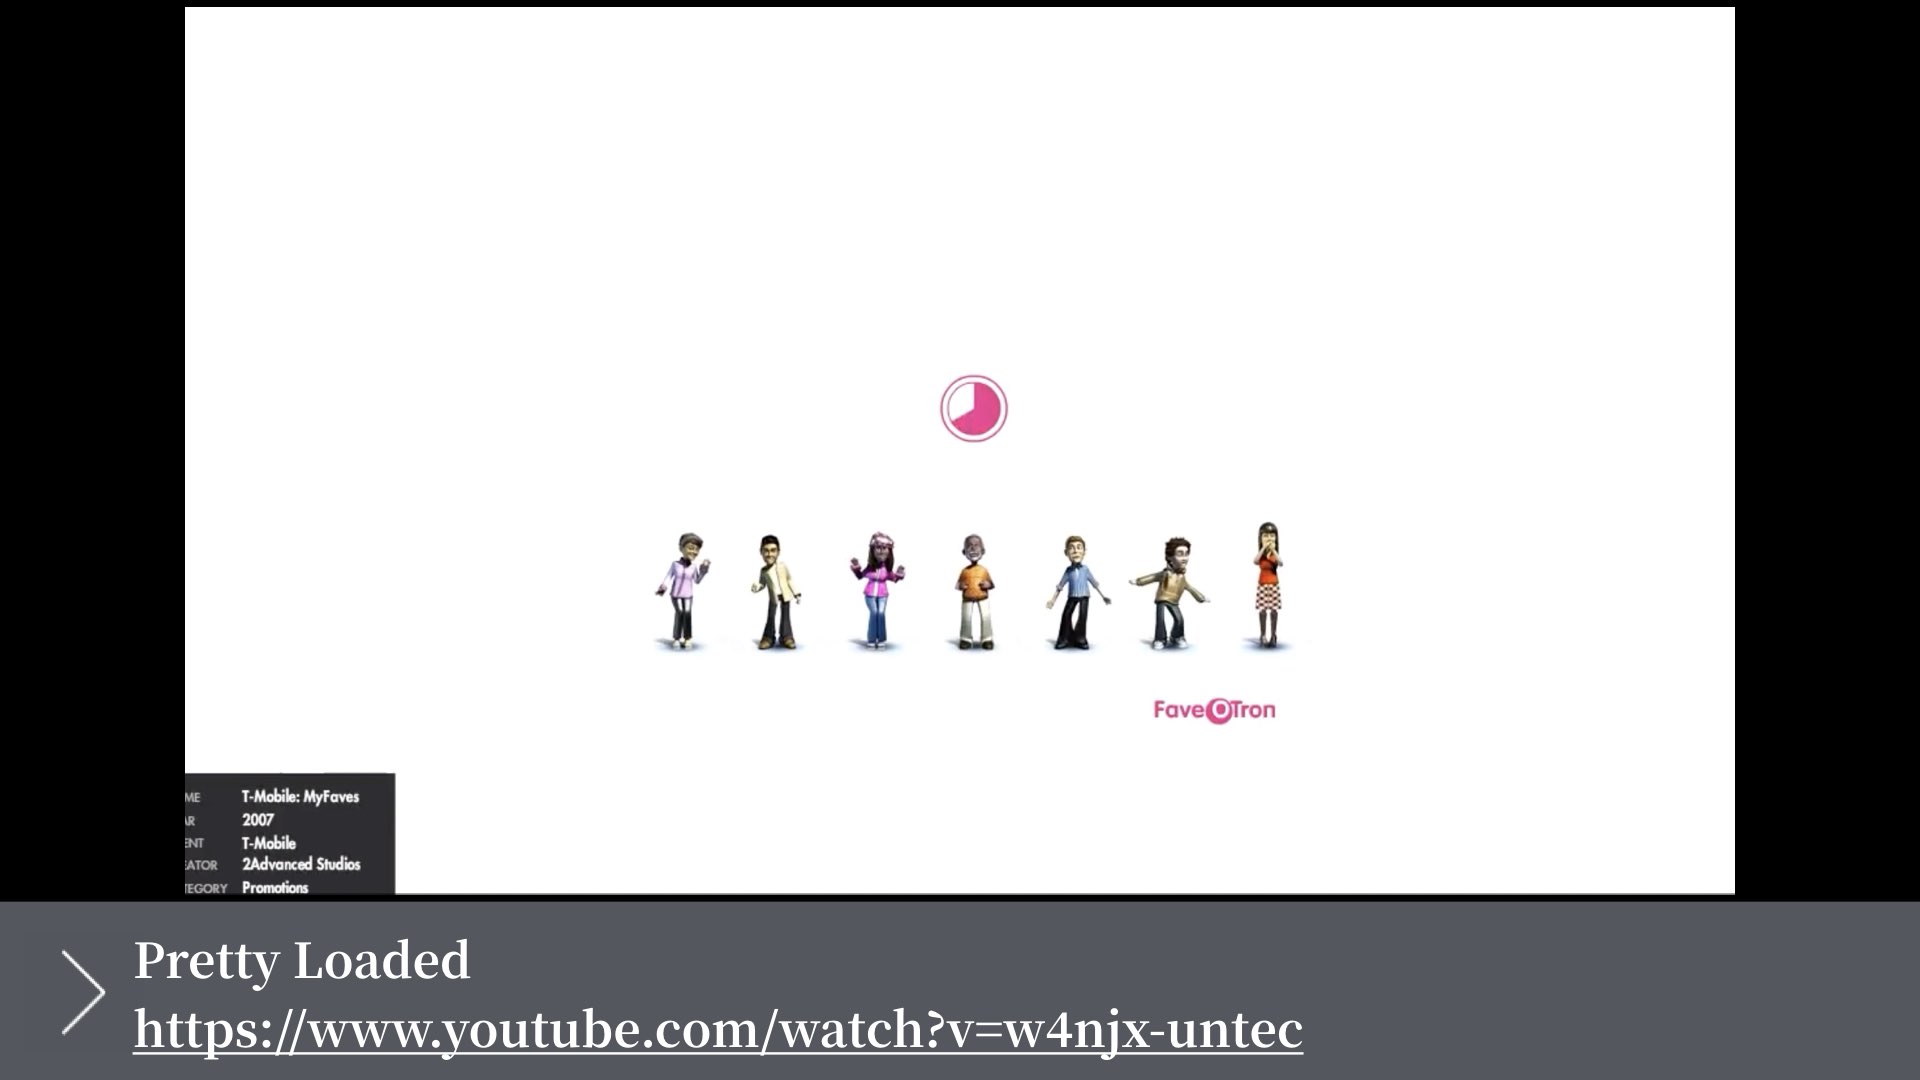 FaveOTron
ME T-Mobile: MyFaves
AR 2007
ENT T-Mobile
EATOR 2Advanced Studios
TEGORY Promotions
Pretty Loaded
https://www.youtube.com/watch?v=w4njx-untec